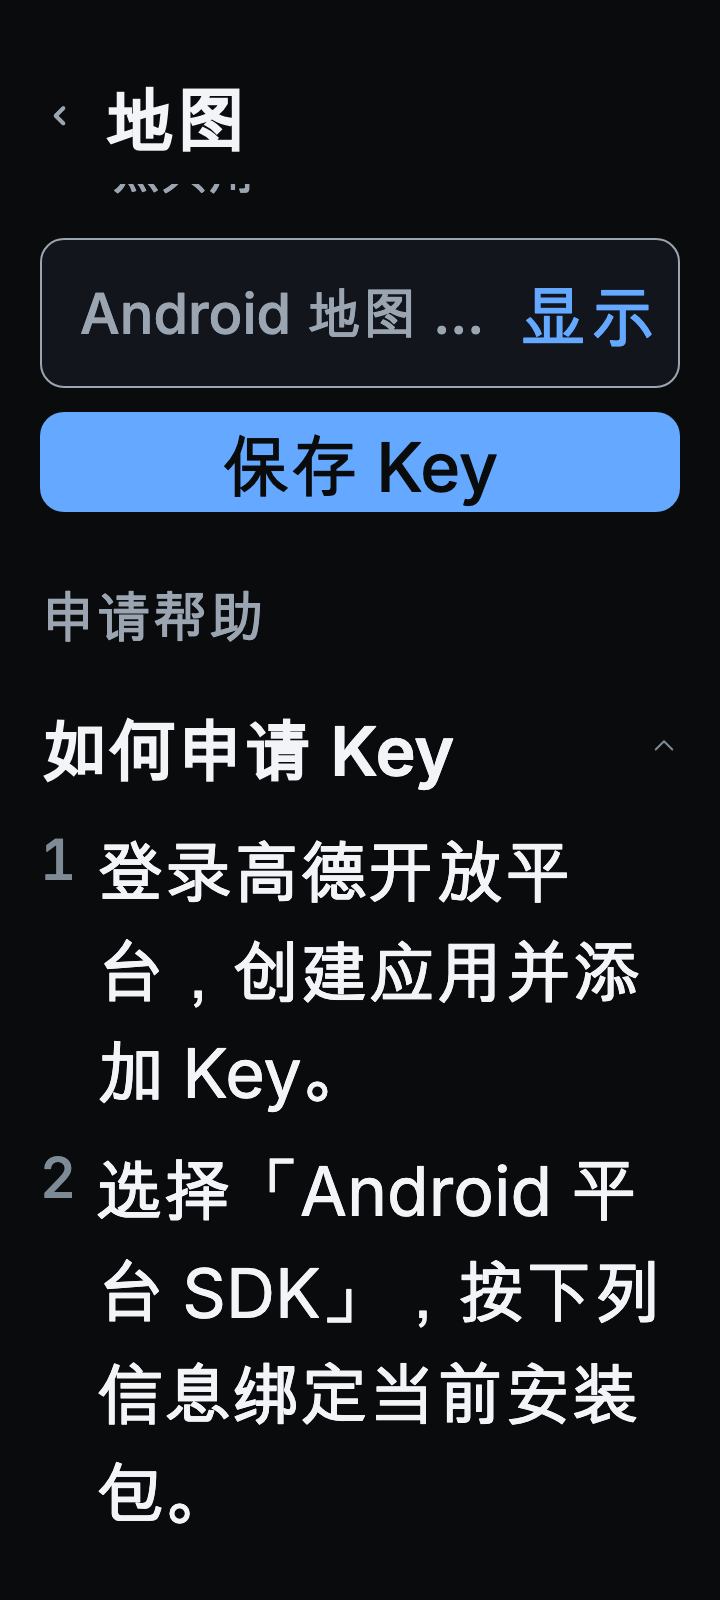 地图
Android 地图 ...
显示
保存 Key
申请帮助
如何申请 Key
1 登录高德开放平
台，创建应用并添
加 Key。
2 选择「Android 平
台 SDK」，按下列
信息绑定当前安装
包。